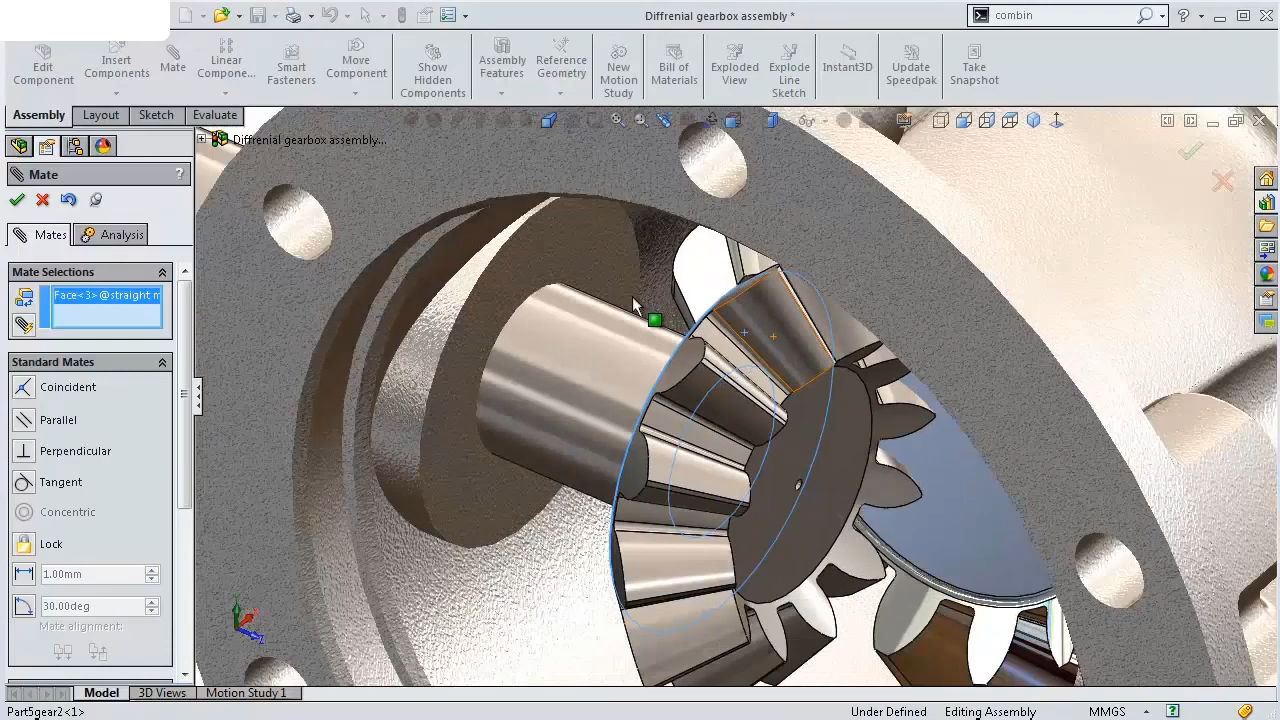 Diffrenial gearbox assembly *
combin
?
Edit Component
Insert Components
Mate
Linear Compone...
Smart Fasteners
Move Component
Show Hidden Components
Assembly Features
Reference Geometry
New Motion Study
Bill of Materials
Exploded View
Explode Line Sketch
Instant3D
Update Speedpak
Take Snapshot
Assembly
Layout
Sketch
Evaluate
Diffrenial gearbox assembly...
Mate
?
Mates
Analysis
Mate Selections
Face<3>@straight m
Standard Mates
Coincident
Parallel
Perpendicular
Tangent
Concentric
Lock
1.00mm
30.00deg
Mate alignment:
Model
3D Views
Motion Study 1
Part5gear2<1>
Under Defined
Editing Assembly
MMGS
?